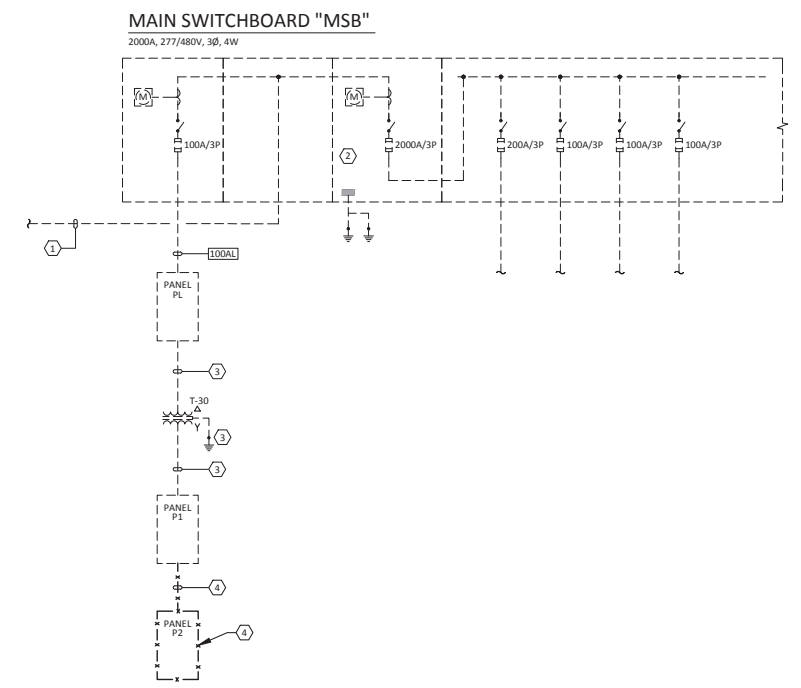 MAIN SWITCHBOARD "MSB"
2000A, 277/480V, 3Ø, 4W
M
M
100A/3P
2000A/3P
200A/3P
100A/3P
100A/3P
100A/3P
2
1
100AL
PANEL
PL
3
T-30
3
3
PANEL
P1
4
PANEL
P2
4